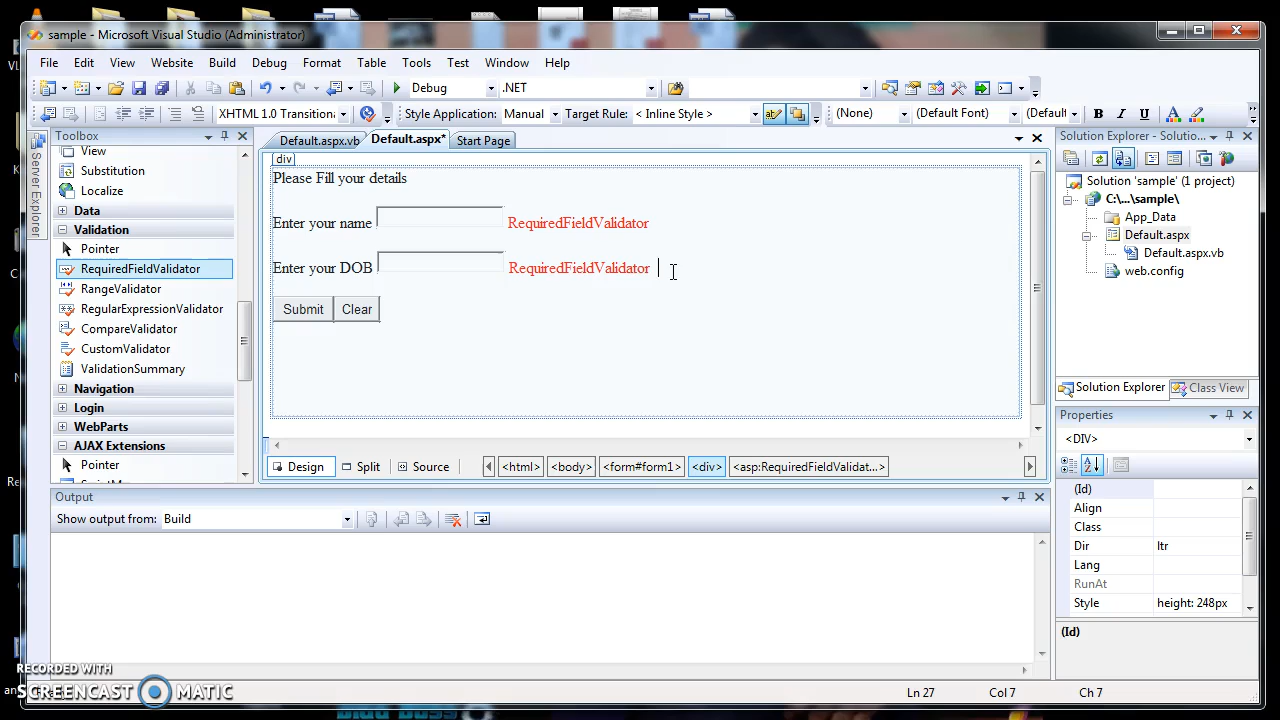 sample - Microsoft Visual Studio (Administrator)
File Edit View Website Build Debug Format Table Tools Test Window Help
Debug .NET
XHTML 1.0 Transitiona Style Application: Manual Target Rule: < Inline Style > (None) (Default Font) (Defaul B I U A
Server Explorer
Toolbox
View
Substitution
Localize
Data
Validation
Pointer
RequiredFieldValidator
RangeValidator
RegularExpressionValidator
CompareValidator
CustomValidator
ValidationSummary
Navigation
Login
WebParts
AJAX Extensions
Pointer
Default.aspx.vb Default.aspx* Start Page
div
Please Fill your details
Enter your name RequiredFieldValidator
Enter your DOB RequiredFieldValidator
Submit Clear
Design Split Source <html> <body> <form#form1> <div> <asp:RequiredFieldValidat...>
Solution Explorer - Solutio...
Solution 'sample' (1 project)
C:\...\sample\
App_Data
Default.aspx
Default.aspx.vb
web.config
Solution Explorer Class View
Properties
<DIV>
(Id)
Align
Class
Dir ltr
Lang
RunAt
Style height: 248px
(Id)
Output
Show output from: Build
Ln 27 Col 7 Ch 7
RECORDED WITH
SCREENCAST MATIC